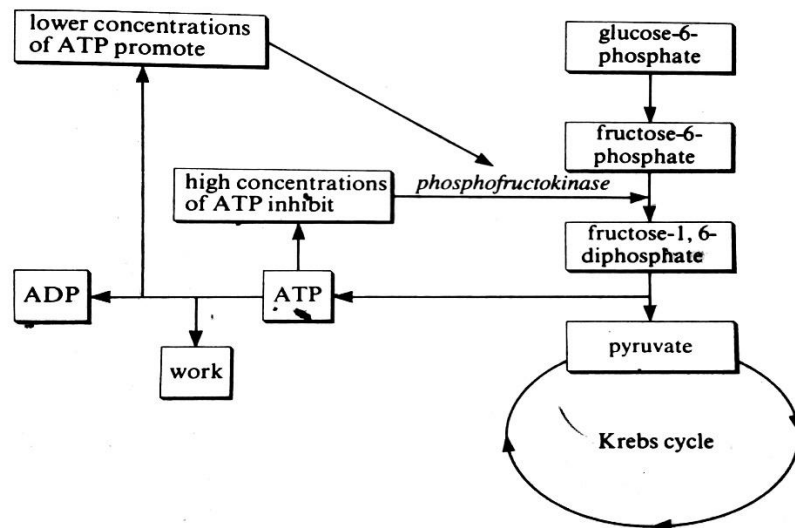 lower concentrations
of ATP promote
glucose-6-
phosphate
fructose-6-
phosphate
high concentrations
of ATP inhibit
phosphofructokinase
fructose-1, 6-
diphosphate
ADP
ATP
pyruvate
work
Krebs cycle